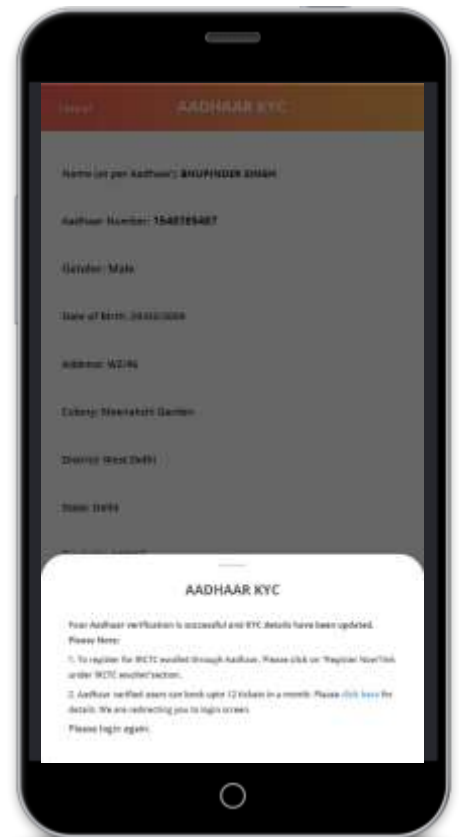 AADHAAR KYC
Name (as per Aadhaar): BHUPINDER SINGH
Aadhaar Number:
Gender: Male
Date of Birth:
Address: WZ/46
Colony: Meenakshi Garden
District: West Delhi
State: Delhi
AADHAAR KYC
Your Aadhaar verification is successful and KYC details have been updated.
Please Note:
1. To register for IRCTC ewallet through Aadhaar, Please click on 'Register Now' link
under 'IRCTC ewallet' section.
2. Aadhaar verified users can book upto 12 tickets in a month. Please click here for
details. We are redirecting you to login screen.
Please login again.